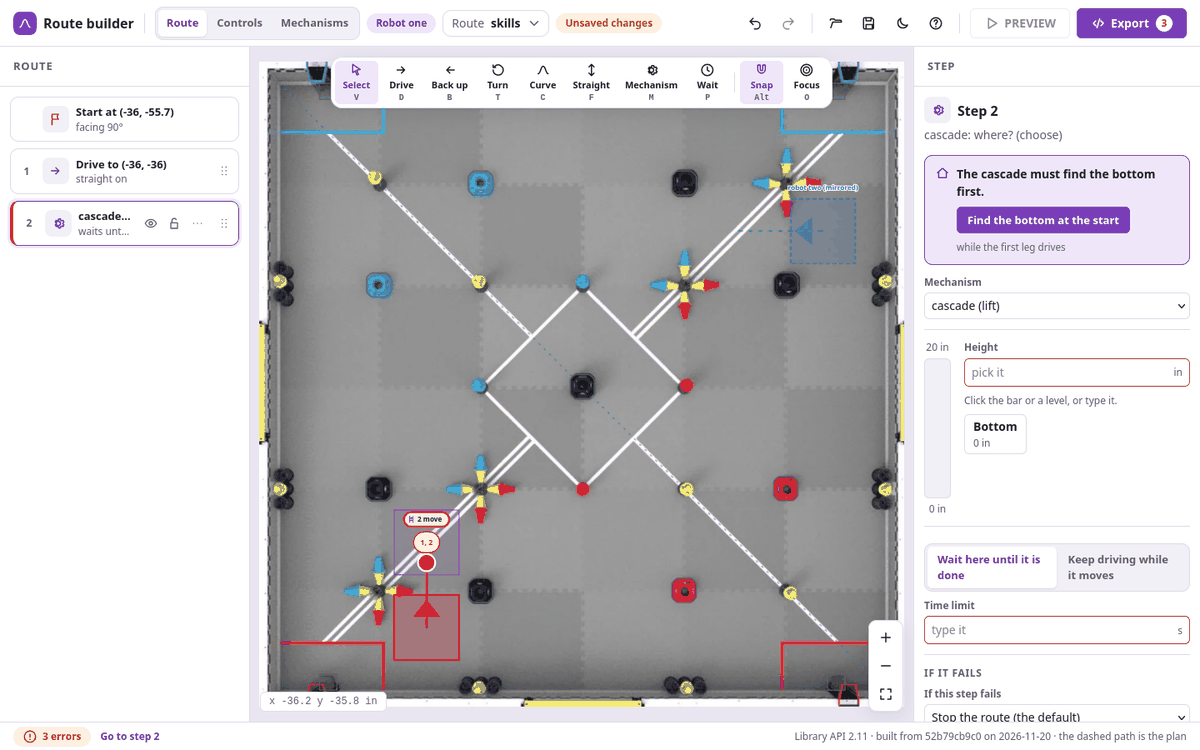 Route builder
Route
Controls
Mechanisms
Robot one
Route skills
Unsaved changes
PREVIEW
Export 3
ROUTE
Start at (-36, -55.7)
facing 90°
1
Drive to (-36, -36)
straight on
2
cascade...
waits unt...
Select
V
Drive
D
Back up
B
Turn
T
Curve
C
Straight
F
Mechanism
M
Wait
P
Snap
Alt
Focus
O
robot two (mirrored)
2 move
1, 2
x -36.2 y -35.8 in
STEP
Step 2
cascade: where? (choose)
The cascade must find the bottom
first.
Find the bottom at the start
while the first leg drives
Mechanism
cascade (lift)
20 in
0 in
Height
pick it
in
Click the bar or a level, or type it.
Bottom
0 in
Wait here until it is
done
Keep driving while
it moves
Time limit
type it
s
IF IT FAILS
If this step fails
Stop the route (the default)
3 errors
Go to step 2
Library API 2.11 · built from 52b79cb9c0 on 2026-11-20 · the dashed path is the plan